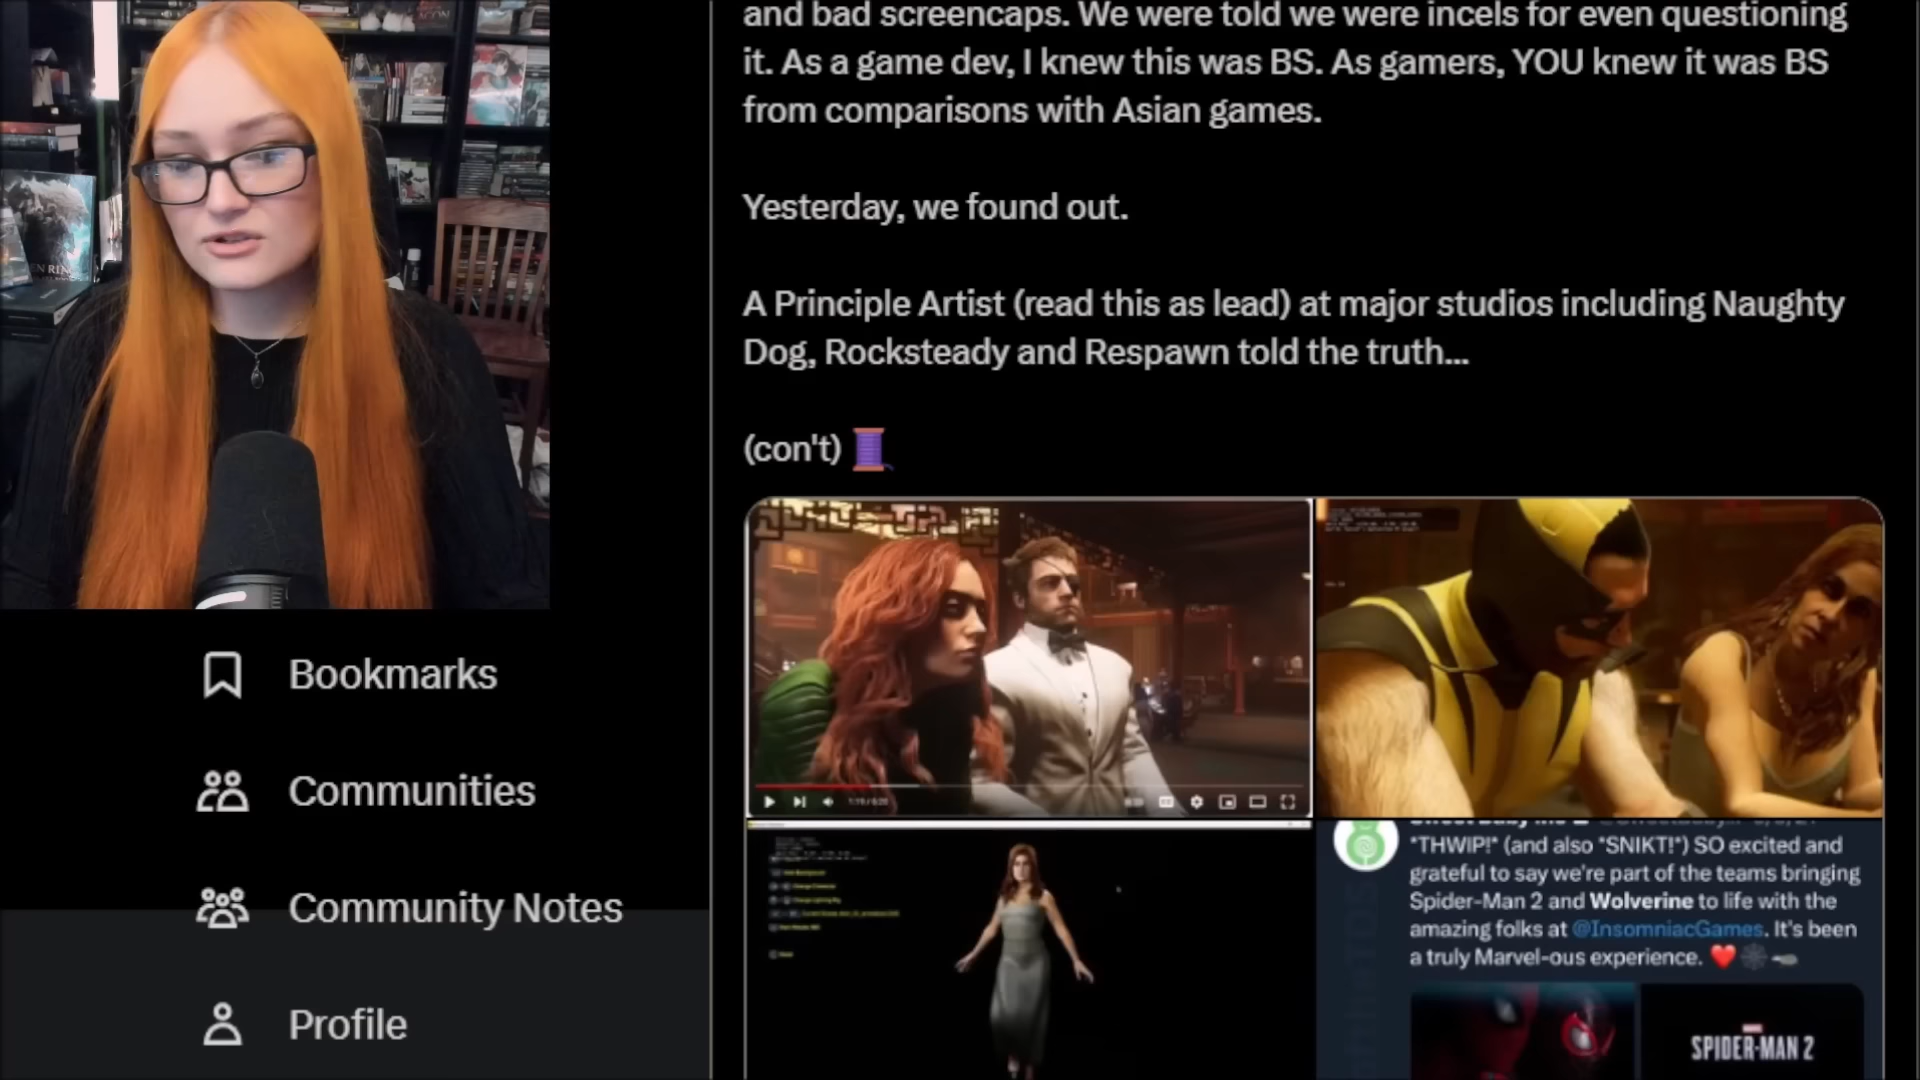 and bad screencaps. We were told we were incels for even questioning
it. As a game dev, I knew this was BS. As gamers, YOU knew it was BS
from comparisons with Asian games.
Yesterday, we found out.
A Principle Artist (read this as lead) at major studios including Naughty
Dog, Rocksteady and Respawn told the truth...
(con't)
Bookmarks
Communities
Community Notes
Profile
*THWIP!* (and also *SNIKT!*) SO excited and
grateful to say we're part of the teams bringing
Spider-Man 2 and Wolverine to life with the
amazing folks at @InsomniacGames. It's been
a truly Marvel-ous experience.
SPIDER-MAN 2